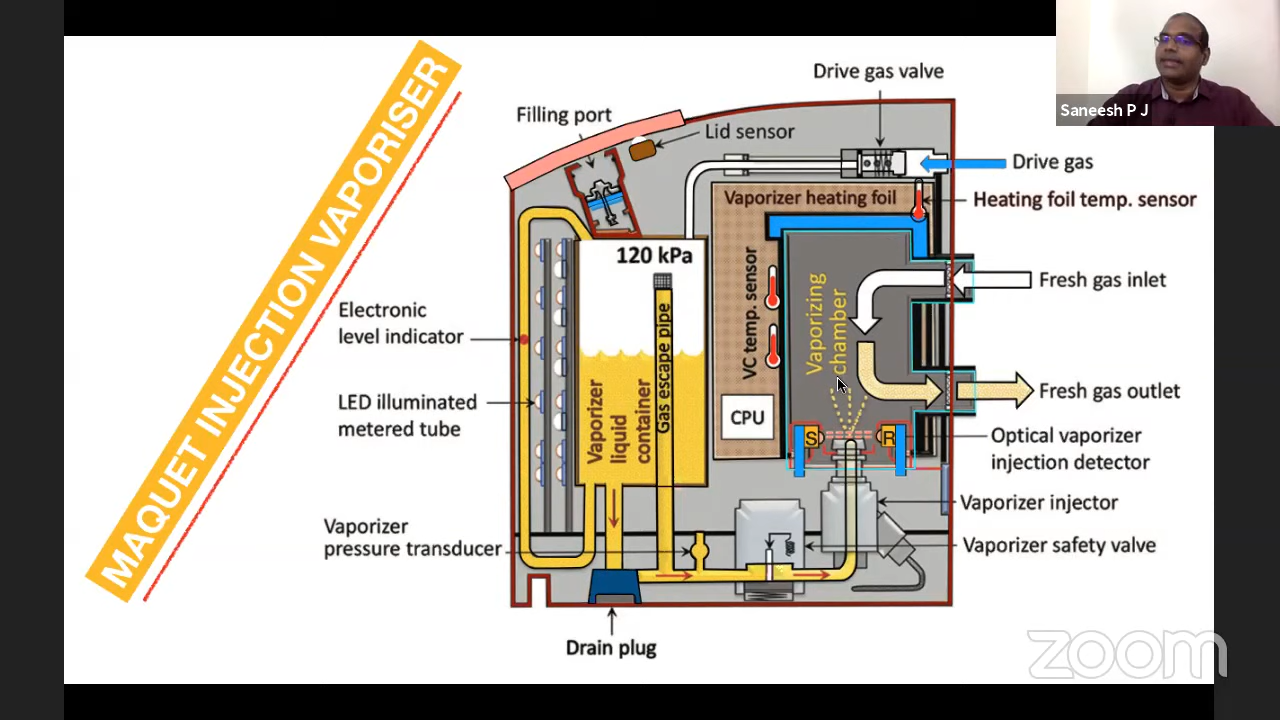 Saneesh P J
MAQUET INJECTION VAPORISER
Drive gas valve
Filling port
Lid sensor
Drive gas
Vaporizer heating foil
Heating foil temp. sensor
120 kPa
VC temp. sensor
Vaporizing
chamber
Fresh gas inlet
Electronic
level indicator
Gas escape pipe
Vaporizer
liquid
container
CPU
Fresh gas outlet
LED illuminated
metered tube
S
R
Optical vaporizer
injection detector
Vaporizer injector
Vaporizer
pressure transducer
Vaporizer safety valve
Drain plug
zoom